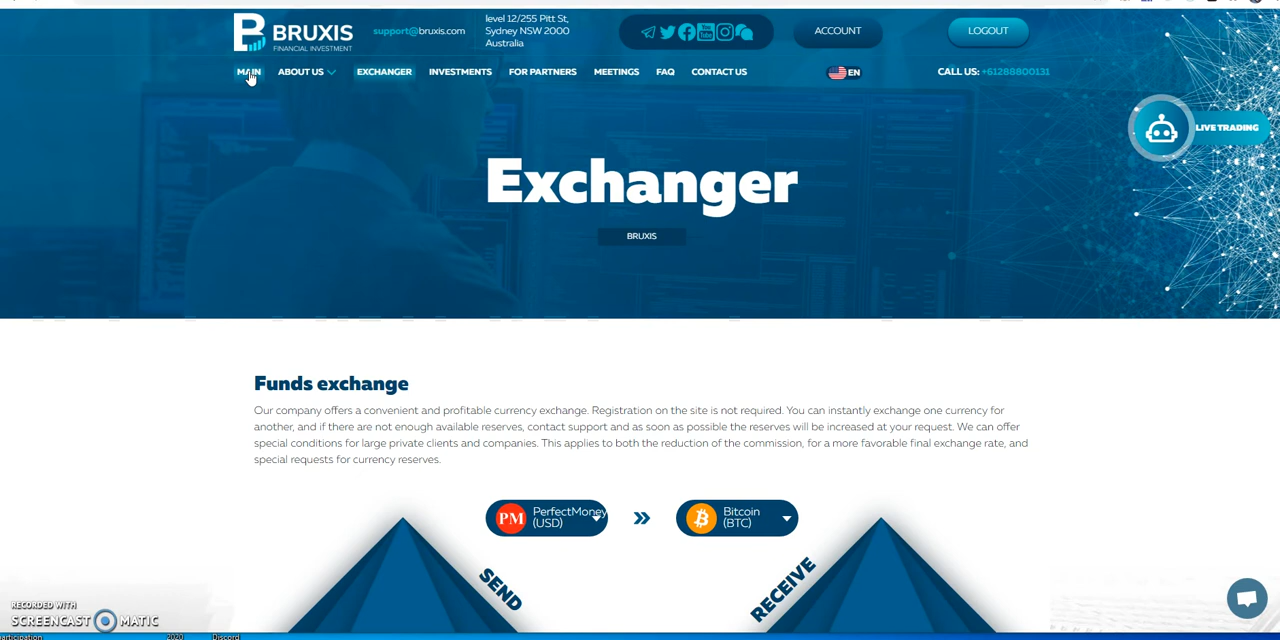 BRUXIS
FINANCIAL INVESTMENT
support@bruxis.com
level 12/255 Pitt St,
Sydney NSW 2000
Australia
You
Tube
ACCOUNT
LOGOUT
MAIN
ABOUT US
EXCHANGER
INVESTMENTS
FOR PARTNERS
MEETINGS
FAQ
CONTACT US
EN
CALL US: +61288800131
LIVE TRADING
Exchanger
BRUXIS
Funds exchange
Our company offers a convenient and profitable currency exchange. Registration on the site is not required. You can instantly exchange one currency for
another, and if there are not enough available reserves, contact support and as soon as possible the reserves will be increased at your request. We can offer
special conditions for large private clients and companies. This applies to both the reduction of the commission, for a more favorable final exchange rate, and
special requests for currency reserves.
PM
PerfectMoney
(USD)
Bitcoin
(BTC)
SEND
RECEIVE
RECORDED WITH
SCREENCAST MATIC
articipation
2020
Discord